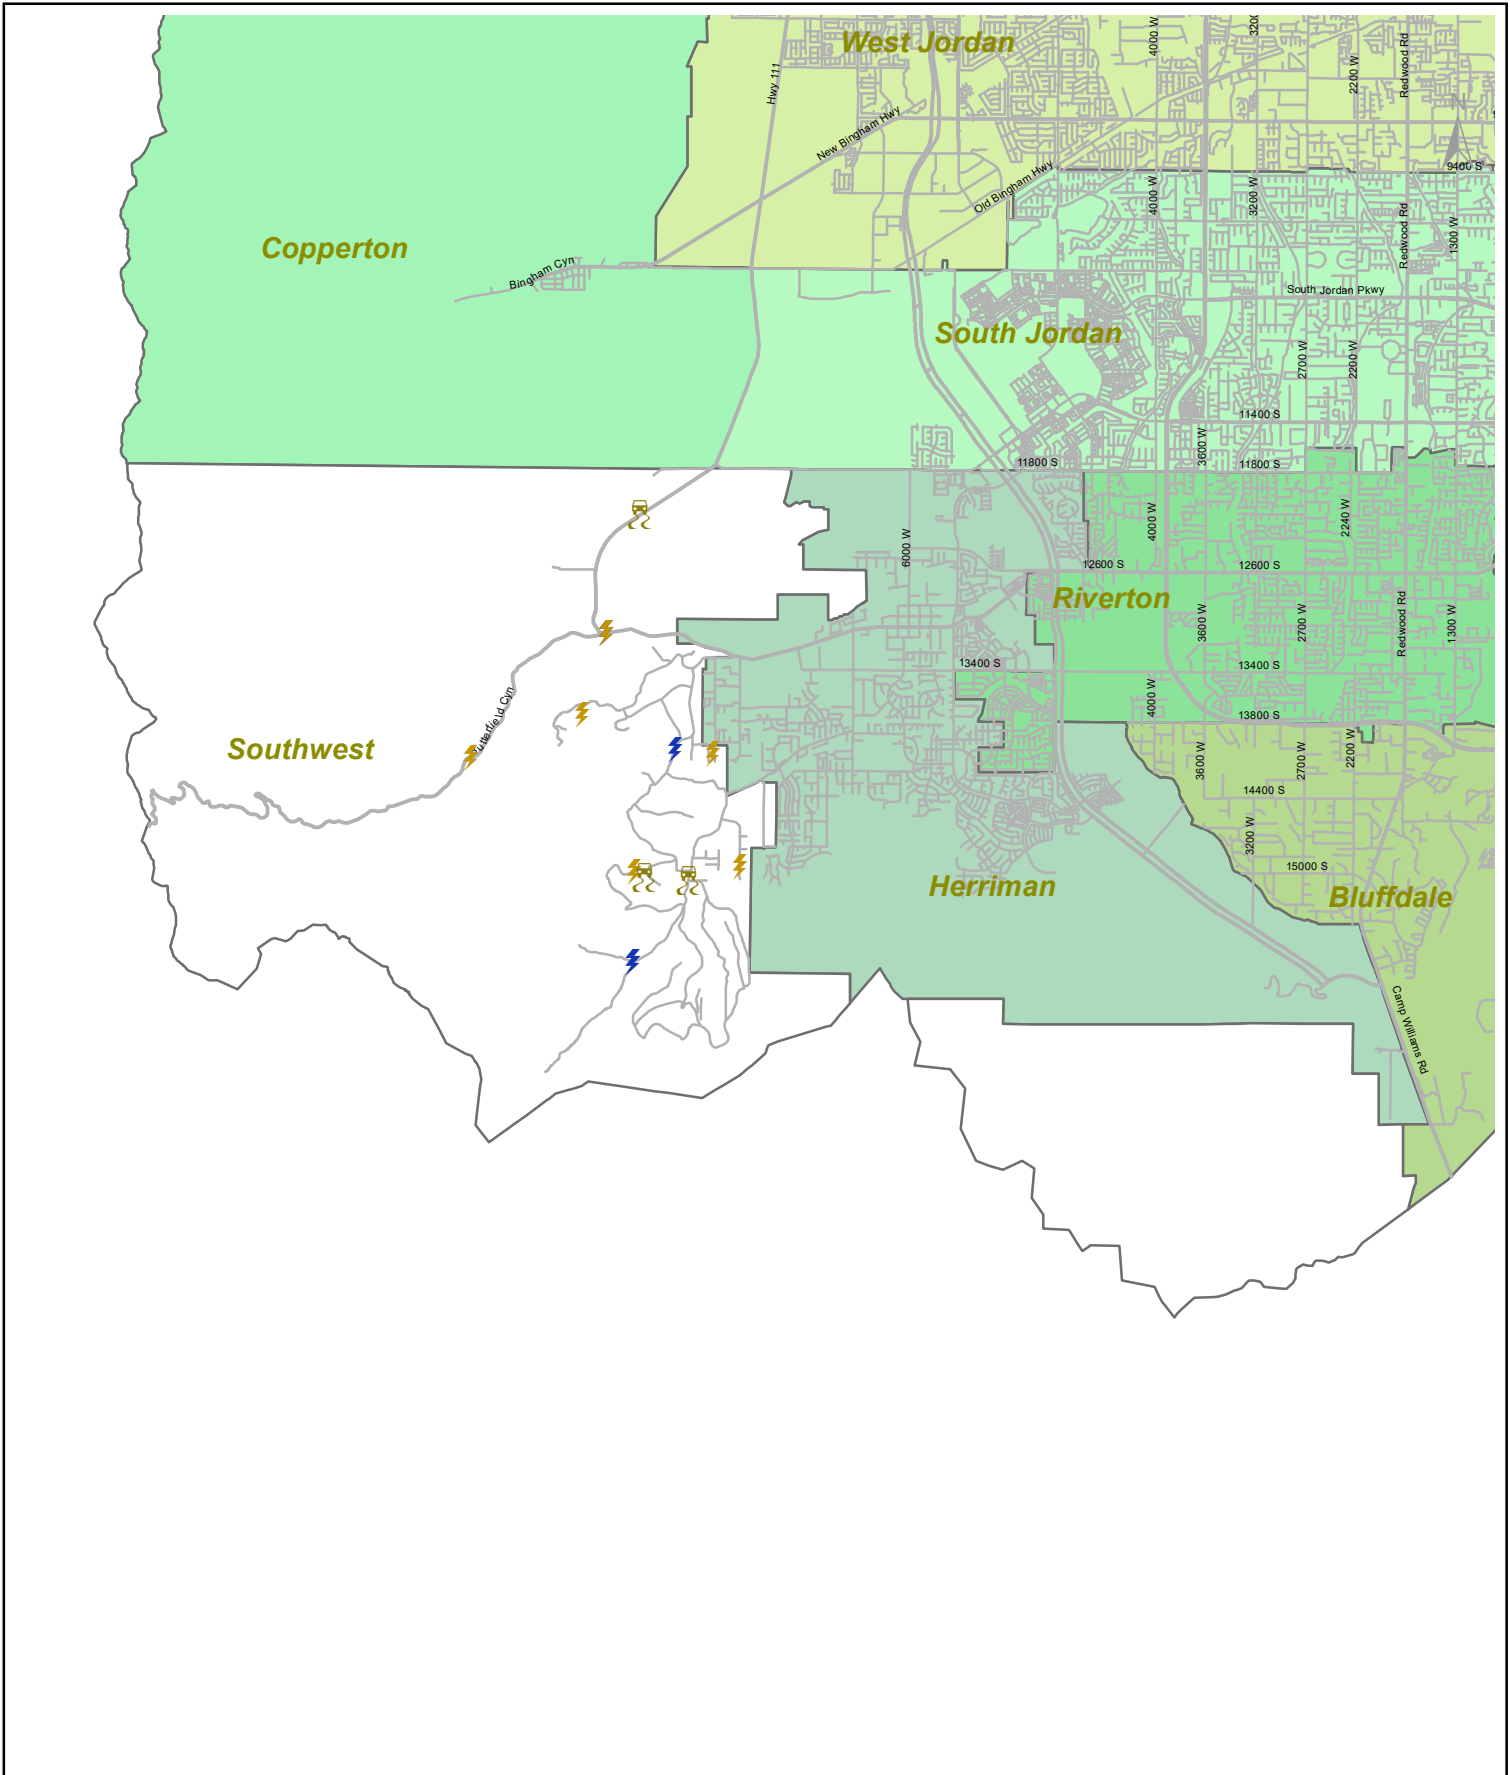 West Jordan
4000 W
3200
Redwood Rd
2200 W
Hwy 111
N
New Bingham Hwy
9400 S
Old Bingham Hwy
4000 W
3200 W
Redwood Rd
1300 W
Copperton
Bingham Cyn
South Jordan Pkwy
South Jordan
2700 W
2200 W
11400 S
3600 W
11800 S
11800 S
6000 W
4000 W
2240 W
12600 S
12600 S
Riverton
3600 W
2700 W
Redwood Rd
1300 W
13400 S
13400 S
4000 W
13800 S
Butterfield Cyn
Southwest
3600 W
2700 W
2200 W
14400 S
3200 W
15000 S
Herriman
Bluffdale
Camp Williams Rd